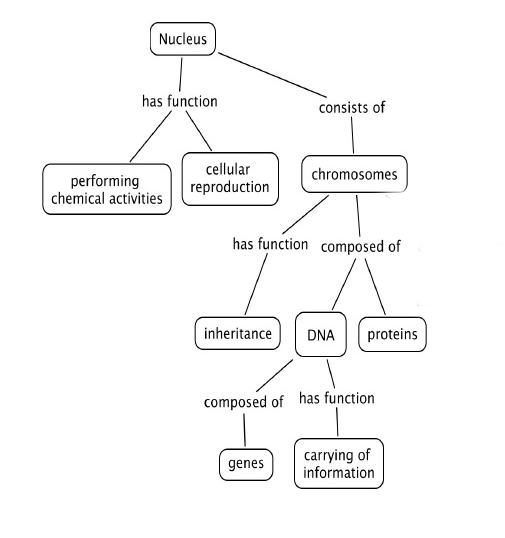 Nucleus
has function
consists of
performing
chemical activities
cellular
reproduction
chromosomes
has function
composed of
inheritance
DNA
proteins
composed of
has function
genes
carrying of
information